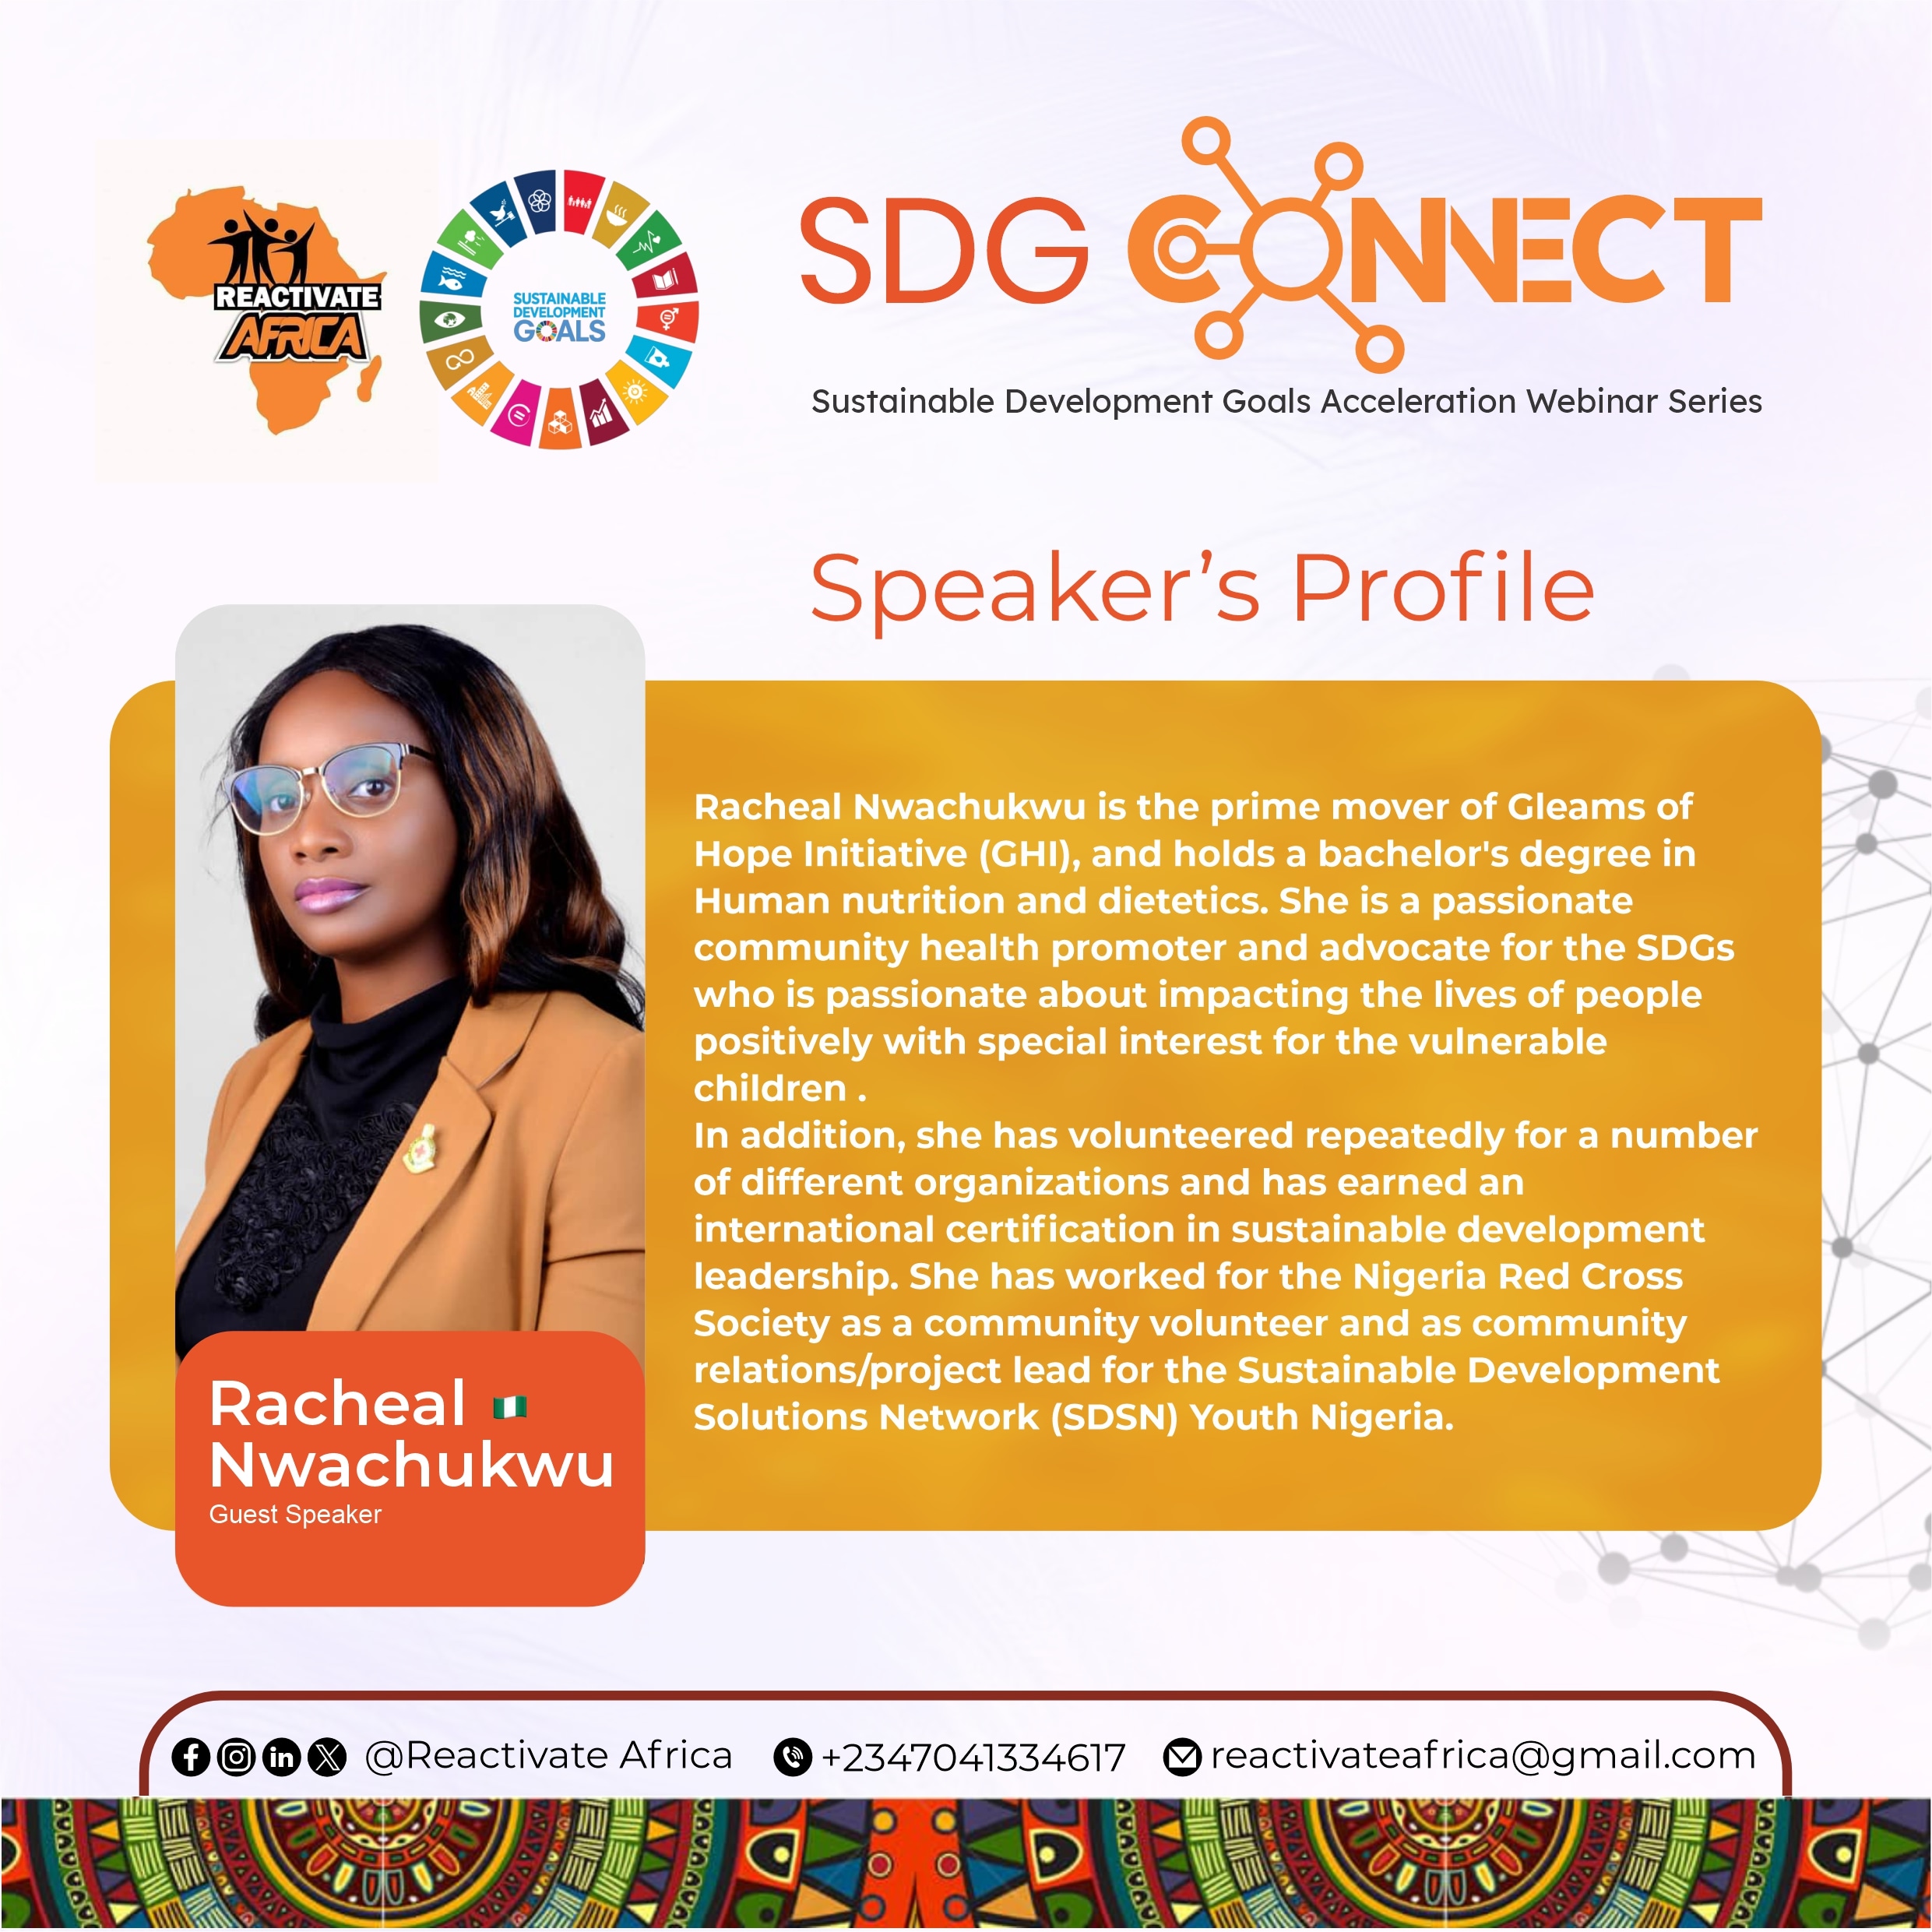 REACTIVATE
AFRICA
SUSTAINABLE
DEVELOPMENT
GOALS
SDG CONNECT
Sustainable Development Goals Acceleration Webinar Series
Speaker’s Profile
Racheal Nwachukwu is the prime mover of Gleams of
Hope Initiative (GHI), and holds a bachelor's degree in
Human nutrition and dietetics. She is a passionate
community health promoter and advocate for the SDGs
who is passionate about impacting the lives of people
positively with special interest for the vulnerable
children .
In addition, she has volunteered repeatedly for a number
of different organizations and has earned an
international certification in sustainable development
leadership. She has worked for the Nigeria Red Cross
Society as a community volunteer and as community
relations/project lead for the Sustainable Development
Solutions Network (SDSN) Youth Nigeria.
Racheal
Nwachukwu
Guest Speaker
@Reactivate Africa +2347041334617 reactivateafrica@gmail.com